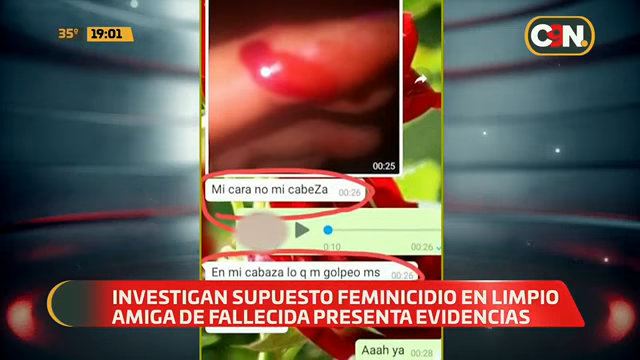 35º
19:01
C9N.
00:25
Mi cara no mi cabeZa 00:26
0:10 00:26
En mi cabaza lo q m golpeo ms 00:26
INVESTIGAN SUPUESTO FEMINICIDIO EN LIMPIO
AMIGA DE FALLECIDA PRESENTA EVIDENCIAS
Aaah ya 00:28